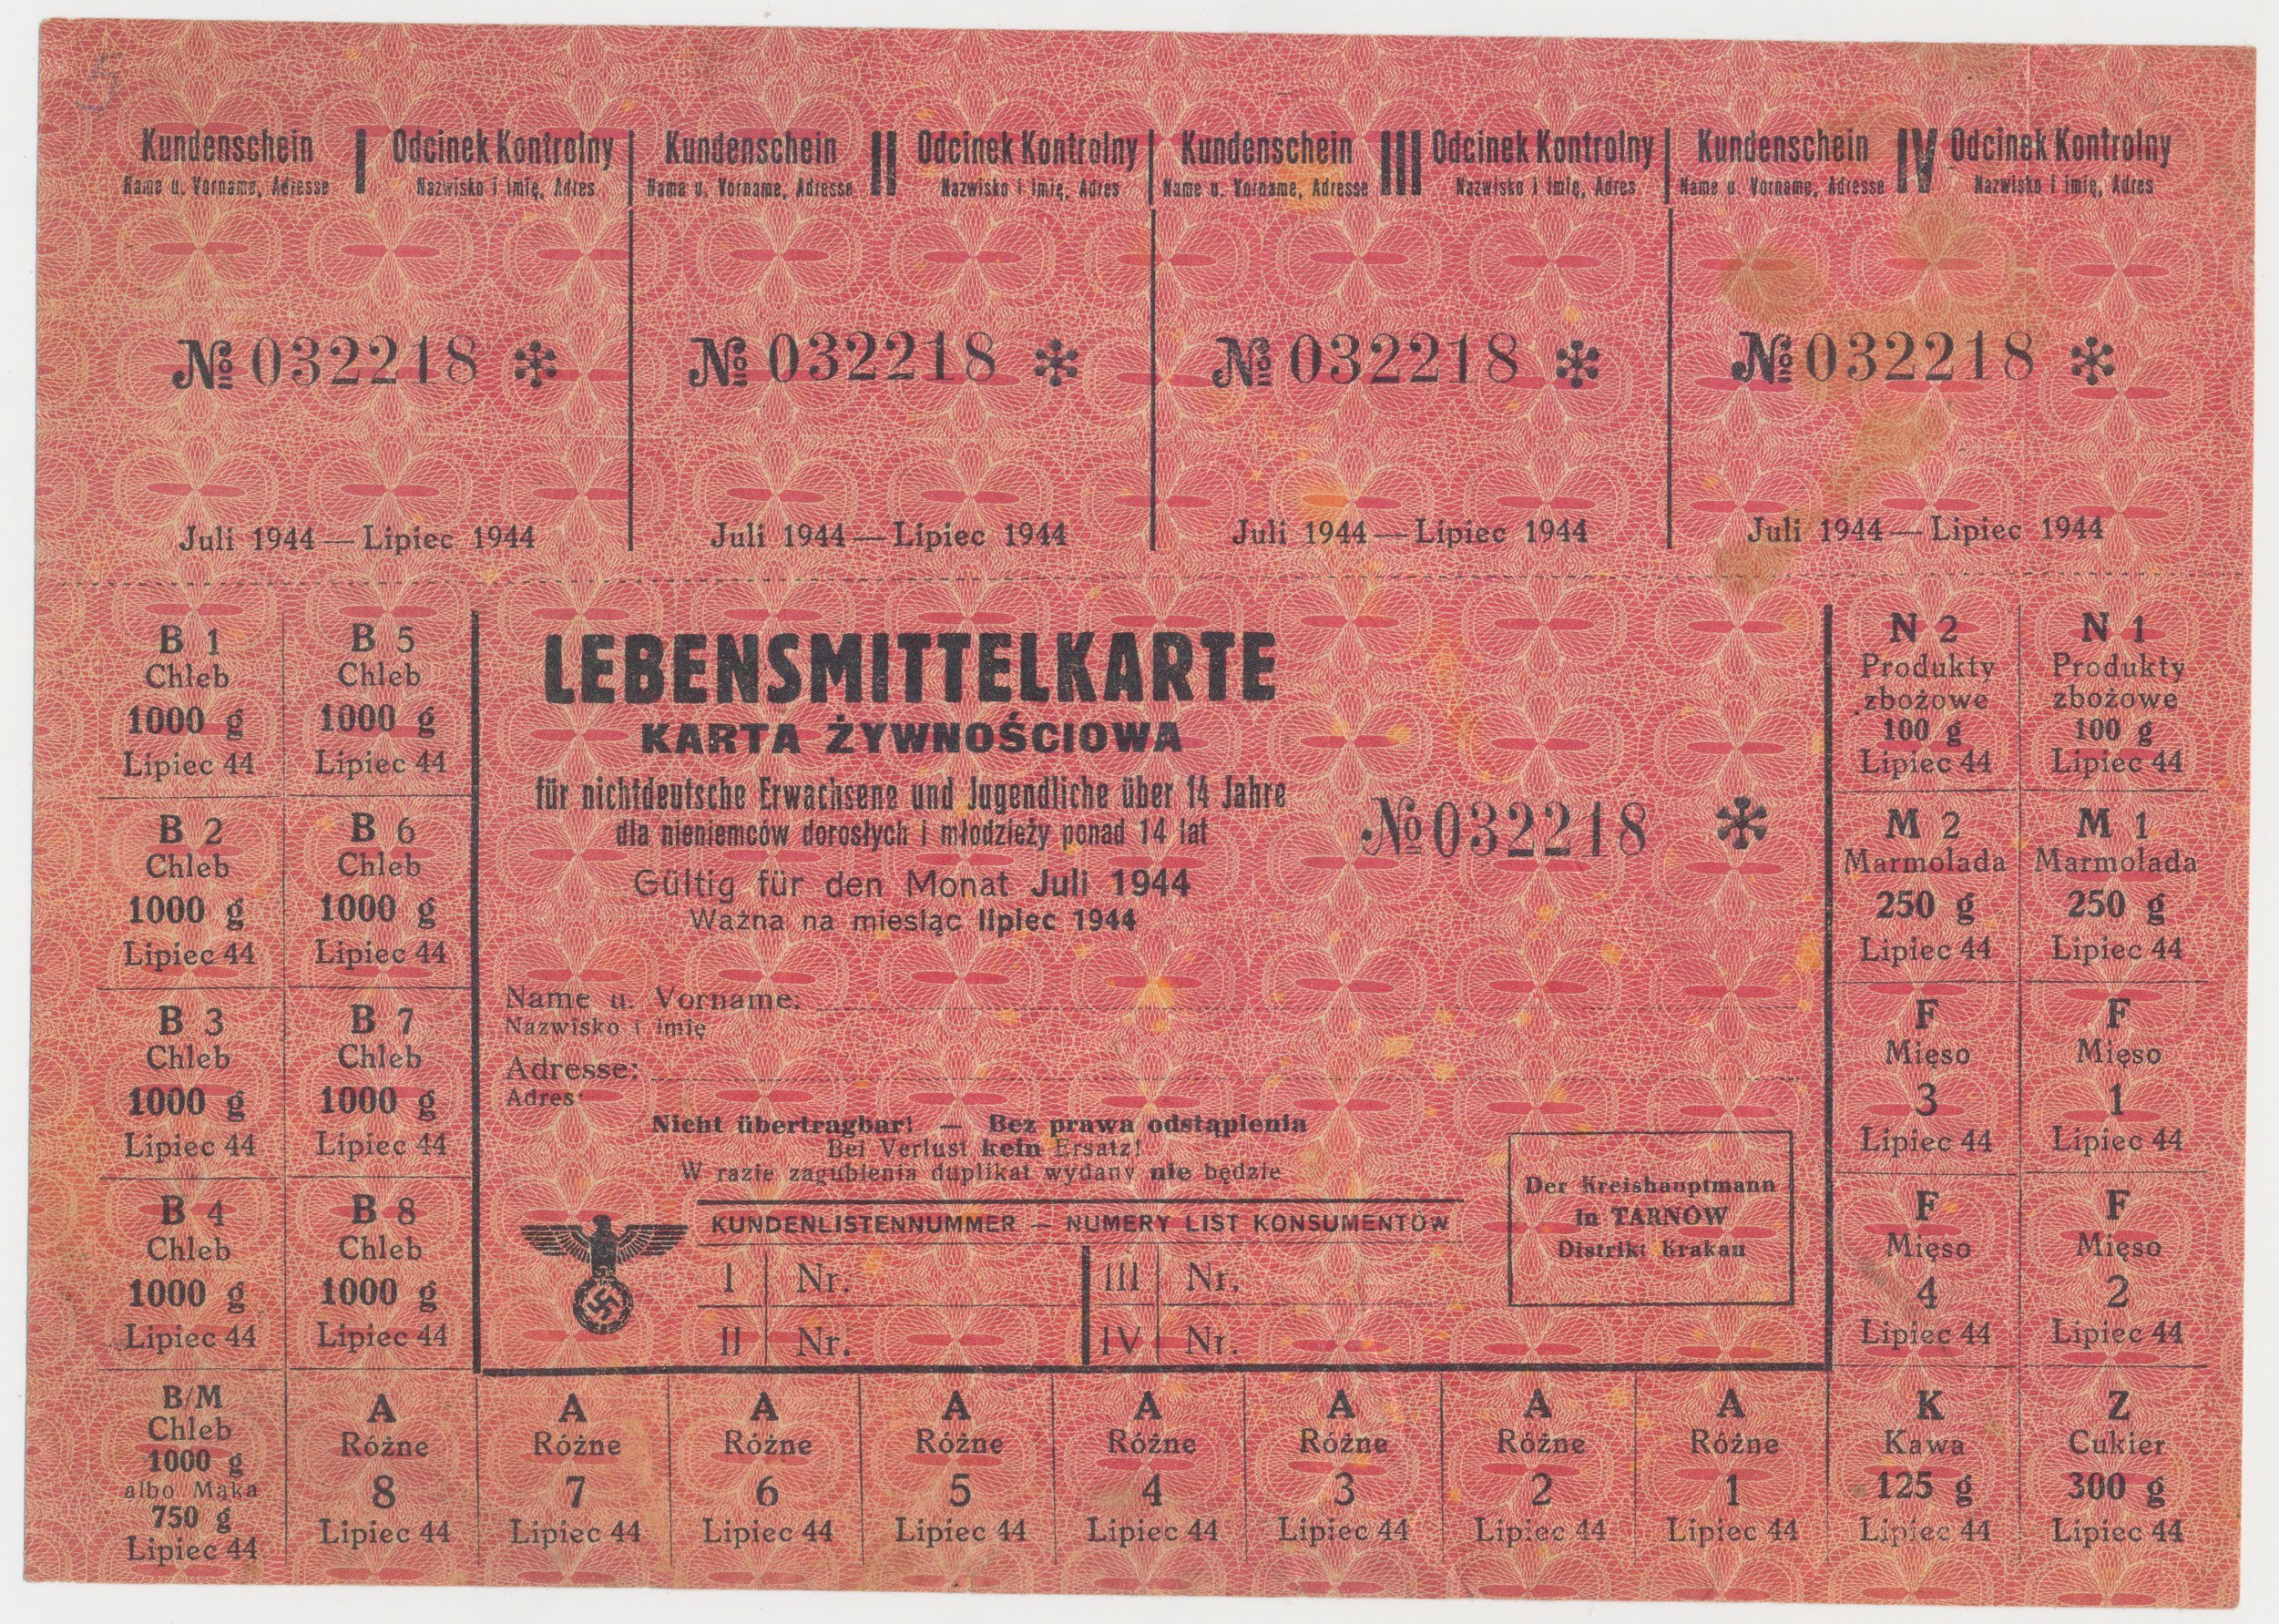 Kundenschein I Odcinek Kontrolny
Name u. Vorname, Adresse Nazwisko i Imię, Adres
№ 032218 *
Juli 1944 — Lipiec 1944
Kundenschein II Odcinek Kontrolny
Name u. Vorname, Adresse Nazwisko i Imię, Adres
№ 032218 *
Juli 1944 — Lipiec 1944
Kundenschein III Odcinek Kontrolny
Name u. Vorname, Adresse Nazwisko i Imię, Adres
№ 032218 *
Juli 1944 — Lipiec 1944
Kundenschein IV Odcinek Kontrolny
Name u. Vorname, Adresse Nazwisko i Imię, Adres
№ 032218 *
Juli 1944 — Lipiec 1944
B 1
Chleb
1000 g
Lipiec 44
B 5
Chleb
1000 g
Lipiec 44
B 2
Chleb
1000 g
Lipiec 44
B 6
Chleb
1000 g
Lipiec 44
B 3
Chleb
1000 g
Lipiec 44
B 7
Chleb
1000 g
Lipiec 44
B 4
Chleb
1000 g
Lipiec 44
B 8
Chleb
1000 g
Lipiec 44
LEBENSMITTELKARTE
KARTA ŻYWNOŚCIOWA
für nichtdeutsche Erwachsene und Jugendliche über 14 Jahre
dla nieniemców dorosłych i młodzieży ponad 14 lat
Gültig für den Monat Juli 1944
Ważna na miesiąc lipiec 1944
№ 032218 *
Name u. Vorname:
Nazwisko i imię
Adresse:
Adres
Nicht übertragbar! — Bez prawa odstąpienia
Bei Verlust kein Ersatz!
W razie zagubienia duplikat wydany nie będzie
KUNDENLISTENNUMMER — NUMERY LIST KONSUMENTÓW
I Nr. III Nr.
II Nr. IV Nr.
Der Kreishauptmann
in TARNOW
Distrikt Krakau
N 2
Produkty
zbożowe
100 g
Lipiec 44
N 1
Produkty
zbożowe
100 g
Lipiec 44
M 2
Marmolada
250 g
Lipiec 44
M 1
Marmolada
250 g
Lipiec 44
F
Mięso
3
Lipiec 44
F
Mięso
1
Lipiec 44
F
Mięso
4
Lipiec 44
F
Mięso
2
Lipiec 44
B/M
Chleb
1000 g
albo Mąka
750 g
Lipiec 44
A
Różne
8
Lipiec 44
A
Różne
7
Lipiec 44
A
Różne
6
Lipiec 44
A
Różne
5
Lipiec 44
A
Różne
4
Lipiec 44
A
Różne
3
Lipiec 44
A
Różne
2
Lipiec 44
A
Różne
1
Lipiec 44
K
Kawa
125 g
Lipiec 44
Z
Cukier
300 g
Lipiec 44